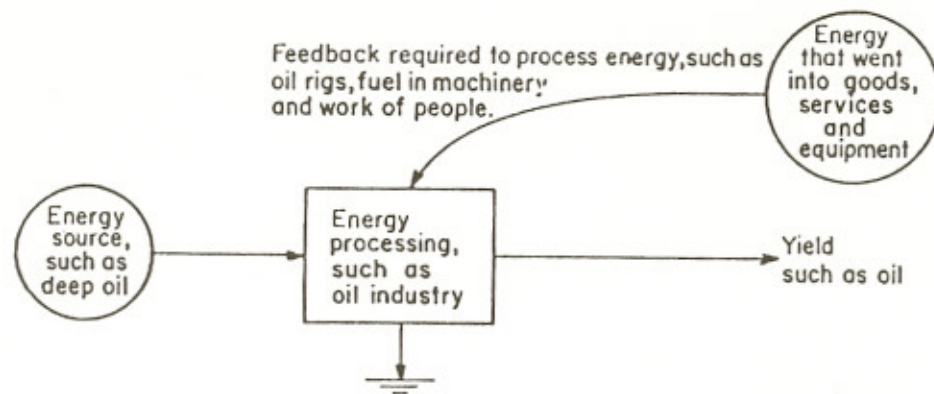 Feedback required to process energy, such as
oil rigs, fuel in machinery
and work of people.
Energy
that went
into goods,
services
and
equipment
Energy
source,
such as
deep oil
Energy
processing,
such as
oil industry
Yield
such as oil